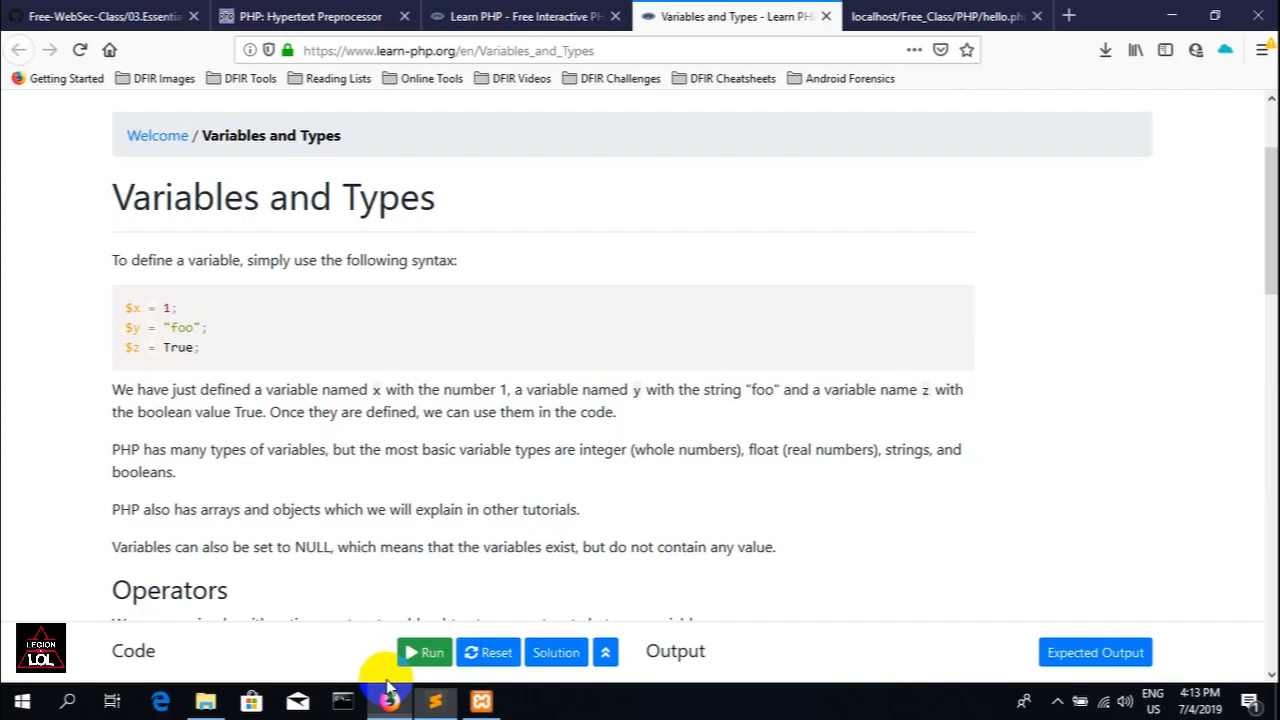 Free-WebSec-Class/03.Essentia
PHP: Hypertext Preprocessor
Learn PHP - Free Interactive PH
Variables and Types - Learn PH
localhost/Free_Class/PHP/hello.ph
https://www.learn-php.org/en/Variables_and_Types
Getting Started
DFIR Images
DFIR Tools
Reading Lists
Online Tools
DFIR Videos
DFIR Challenges
DFIR Cheatsheets
Android Forensics
Welcome / Variables and Types
Variables and Types
To define a variable, simply use the following syntax:
$x = 1;
$y = "foo";
$z = True;
We have just defined a variable named x with the number 1, a variable named y with the string "foo" and a variable name z with
the boolean value True. Once they are defined, we can use them in the code.
PHP has many types of variables, but the most basic variable types are integer (whole numbers), float (real numbers), strings, and
booleans.
PHP also has arrays and objects which we will explain in other tutorials.
Variables can also be set to NULL, which means that the variables exist, but do not contain any value.
Operators
Code
Run
Reset
Solution
Output
Expected Output
LEGION
LOL
ENG
US
4:13 PM
7/4/2019